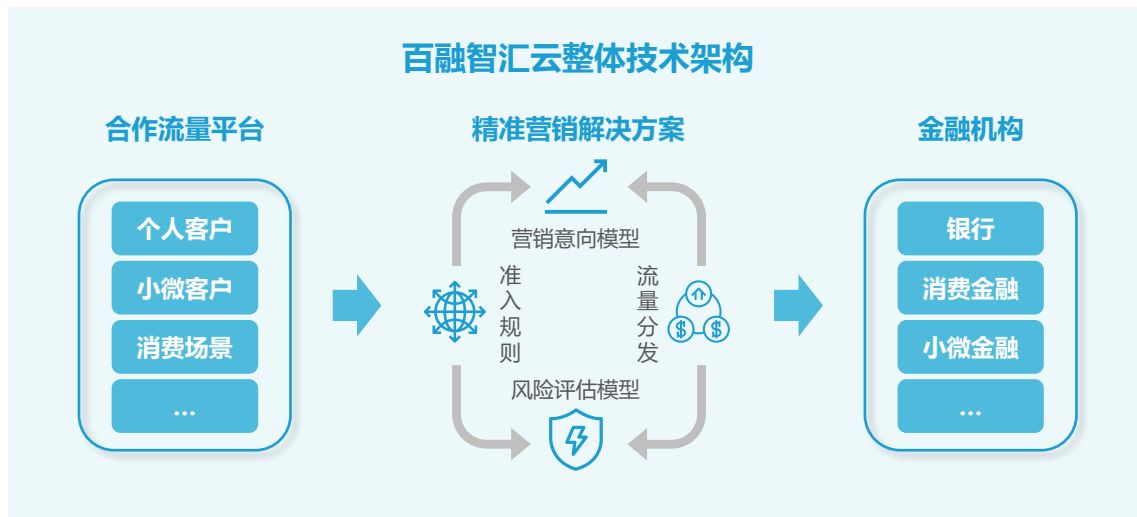 百融智汇云整体技术架构
合作流量平台
个人客户
小微客户
消费场景
...
精准营销解决方案
营销意向模型
准入规则
流量分发
风险评估模型
$ $
金融机构
银行
消费金融
小微金融
...